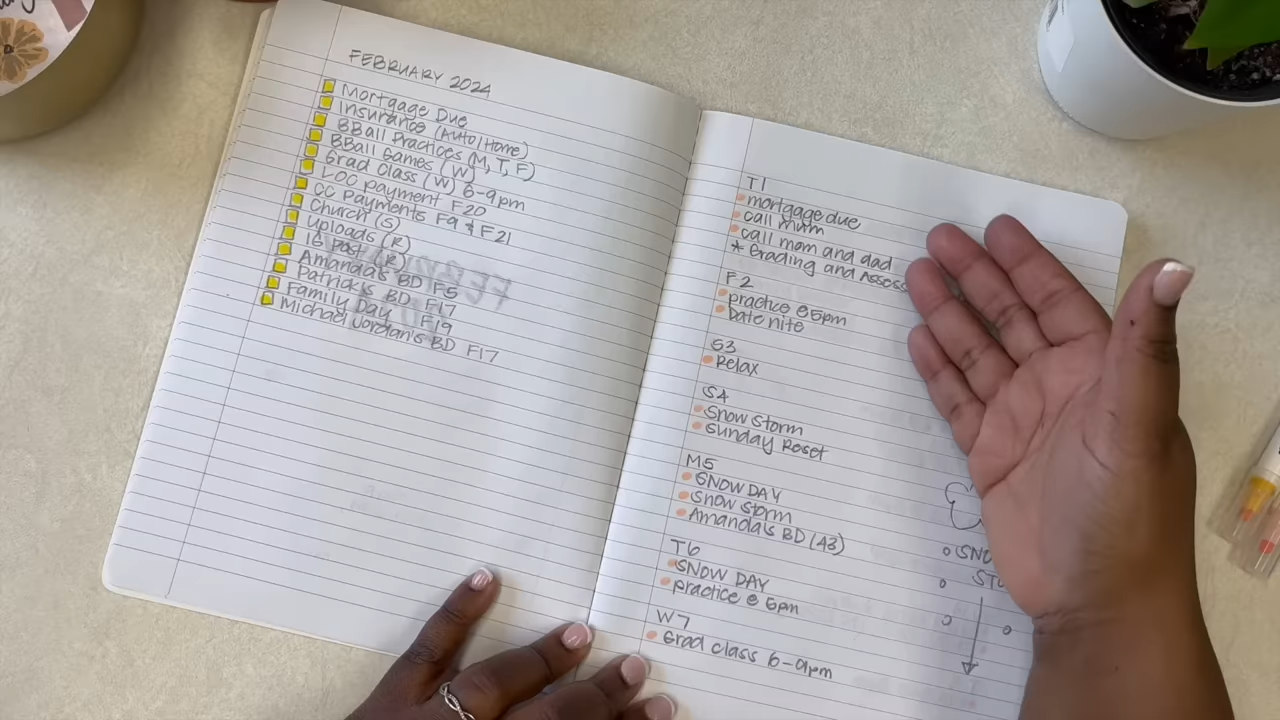 FEBRUARY 2024
Mortgage Due
Insurance (Auto/Home)
BBall Practices (M, T, F)
BBall Games (W)
Grad Class (W) 6-9pm
LOC payment F20
CC Payments F9 & F21
Church (S)
Uploads (R)
IG Post (R)
Amanda's BD F5
Patrick's BD F17
Family Day F19
Michael Jordan's BD F17
T1
mortgage due
call mum
call mom and dad
* Grading and Assess
F2
practice @ 5pm
Date nite
S3
Relax
S4
Snow Storm
Sunday Reset
M5
SNOW DAY
Snow Storm
Amanda's BD (43)
T6
SNOW DAY
practice @ 5pm
W7
Grad class 6-9pm
SNO
STO